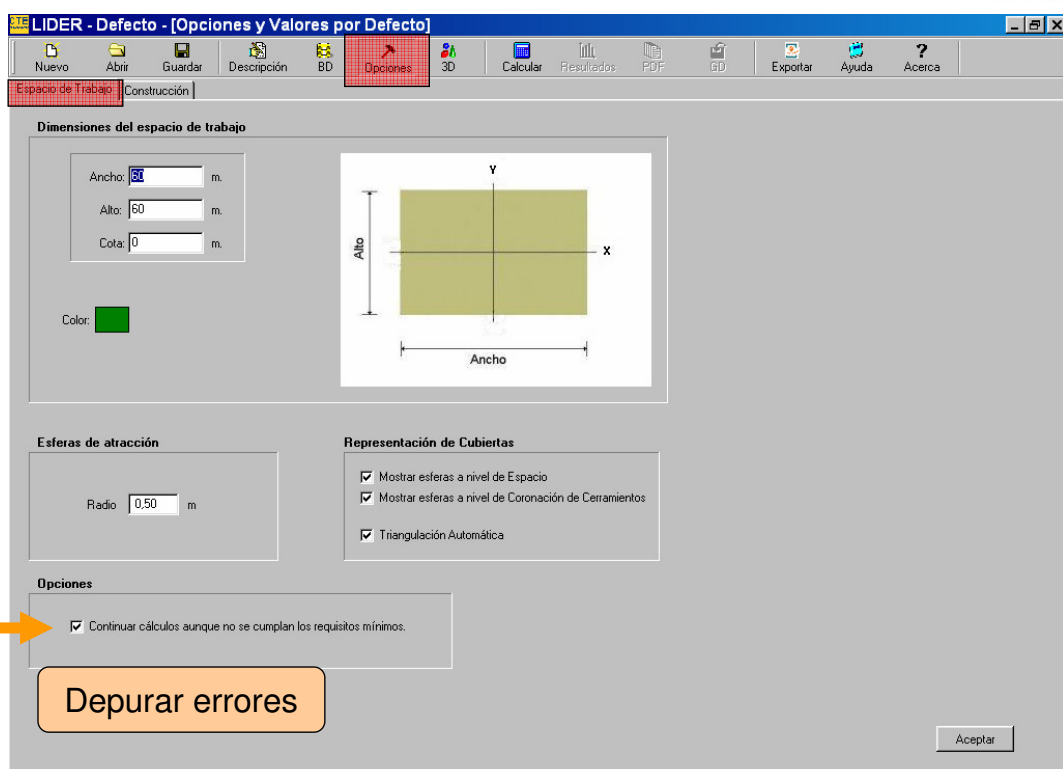 CTE LIDER - Defecto - [Opciones y Valores por Defecto]
Nuevo Abrir Guardar Descripción BD Opciones 3D Calcular Resultados PDF GD Exportar Ayuda Acerca
Espacio de Trabajo Construcción
Dimensiones del espacio de trabajo
Ancho: 60 m.
Alto: 60 m.
Cota: 0 m.
Color:
Y
X
Alto
Ancho
Esferas de atracción
Radio 0,50 m
Representación de Cubiertas
Mostrar esferas a nivel de Espacio
Mostrar esferas a nivel de Coronación de Cerramientos
Triangulación Automática
Opciones
Continuar cálculos aunque no se cumplan los requisitos mínimos.
Depurar errores
Aceptar